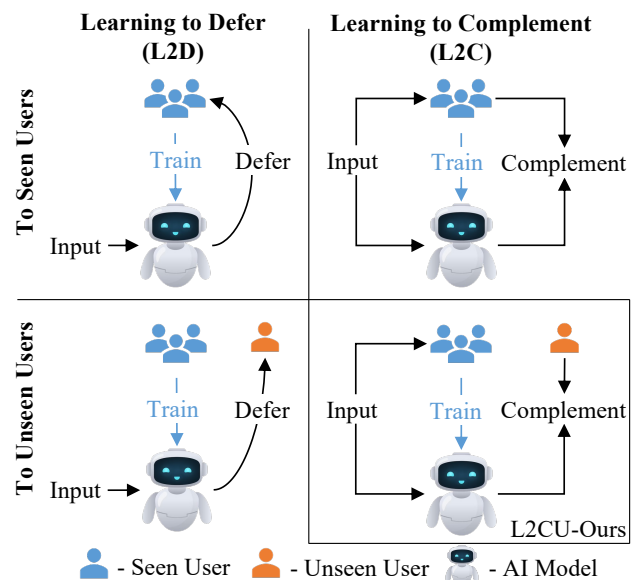 Learning to Defer
(L2D)
Learning to Complement
(L2C)
To Seen Users
Train
Defer
Input
Input
Train
Complement
To Unseen Users
Train
Defer
Input
Input
Train
Complement
L2CU-Ours
- Seen User
- Unseen User
- AI Model